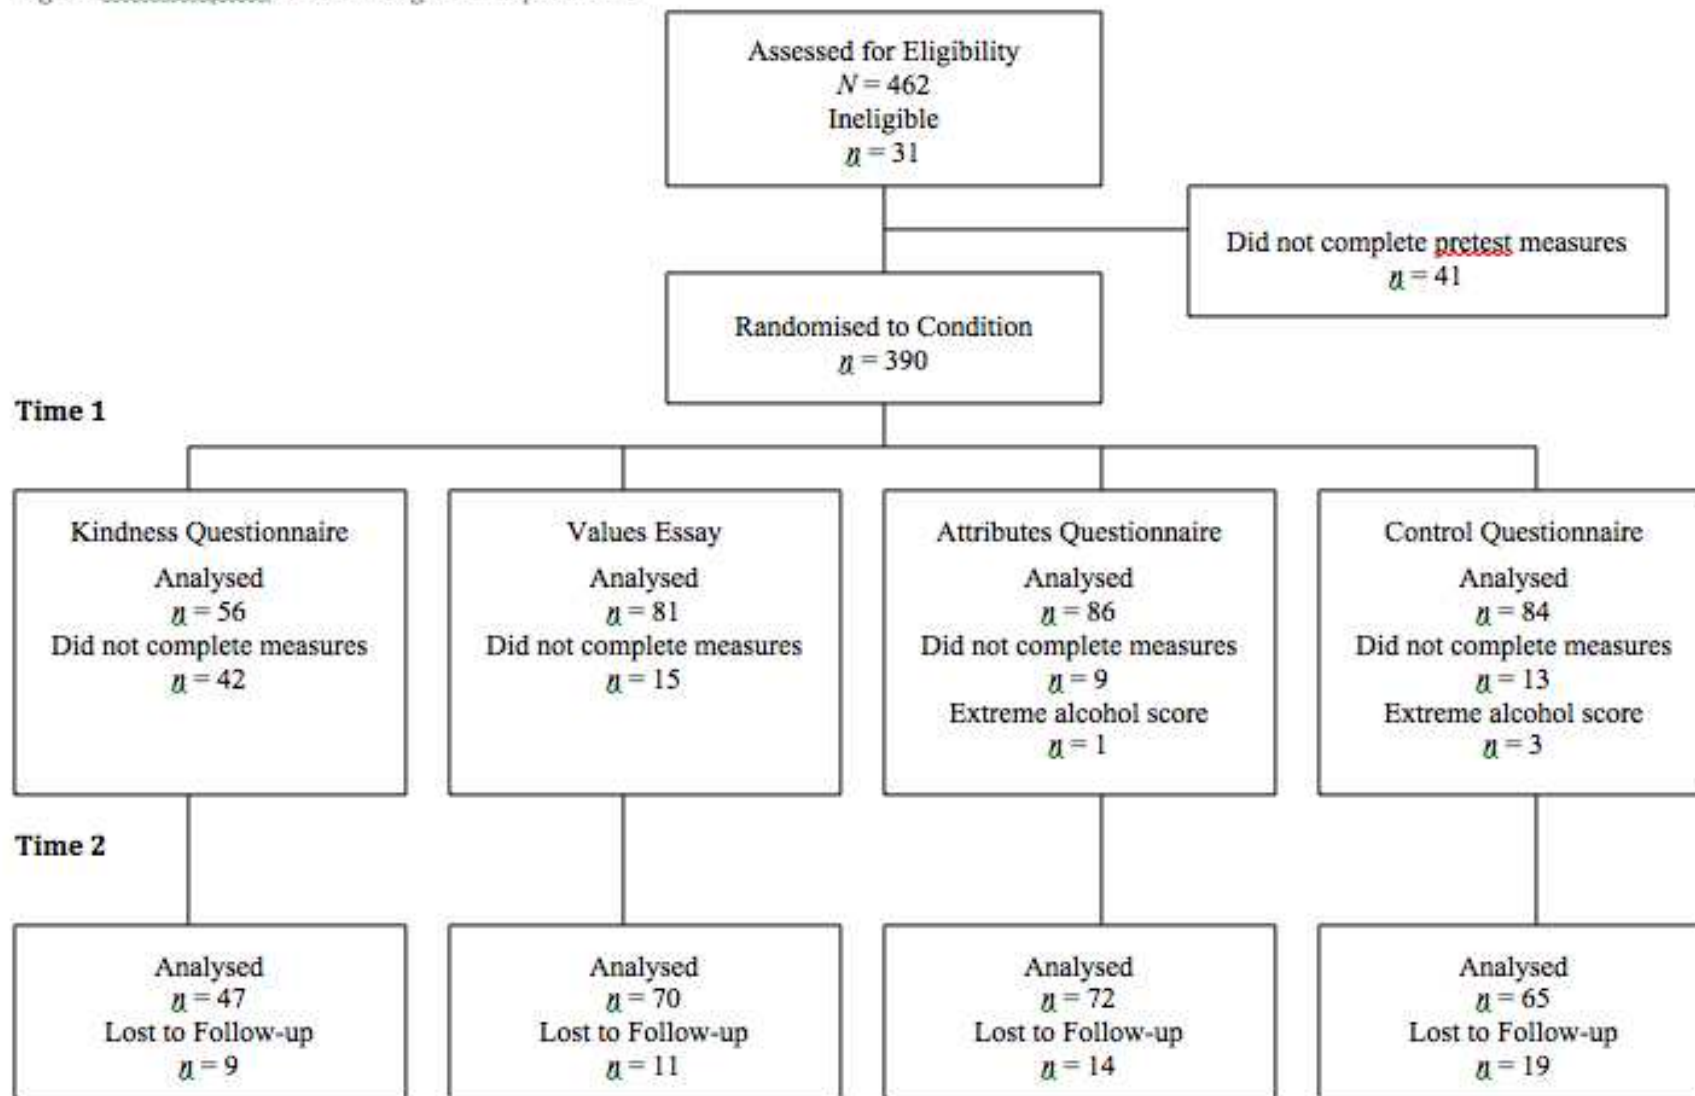 Assessed for Eligibility
N = 462
Ineligible
n = 31
Did not complete pretest measures
n = 41
Randomised to Condition
n = 390
Time 1
Kindness Questionnaire
Analysed
n = 56
Did not complete measures
n = 42
Values Essay
Analysed
n = 81
Did not complete measures
n = 15
Attributes Questionnaire
Analysed
n = 86
Did not complete measures
n = 9
Extreme alcohol score
n = 1
Control Questionnaire
Analysed
n = 84
Did not complete measures
n = 13
Extreme alcohol score
n = 3
Time 2
Analysed
n = 47
Lost to Follow-up
n = 9
Analysed
n = 70
Lost to Follow-up
n = 11
Analysed
n = 72
Lost to Follow-up
n = 14
Analysed
n = 65
Lost to Follow-up
n = 19